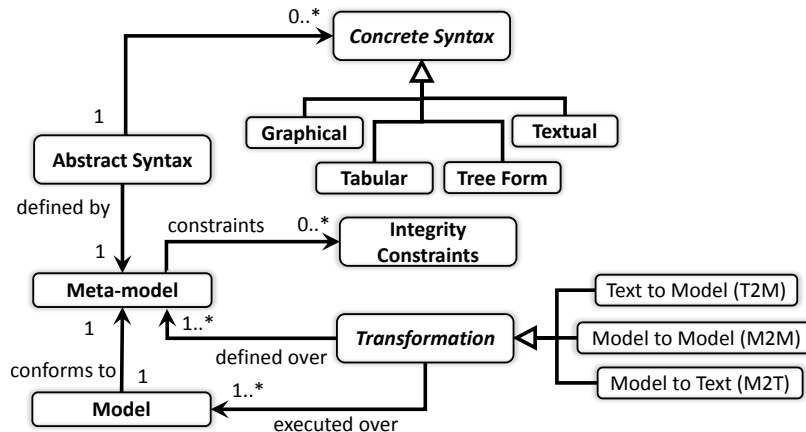 0..*
Concrete Syntax
1
Graphical
Textual
Abstract Syntax
Tabular
Tree Form
defined by
constraints
0..*
Integrity
Constraints
1
Meta-model
Text to Model (T2M)
1
1..*
Transformation
Model to Model (M2M)
defined over
conforms to
1
1..*
Model to Text (M2T)
Model
executed over